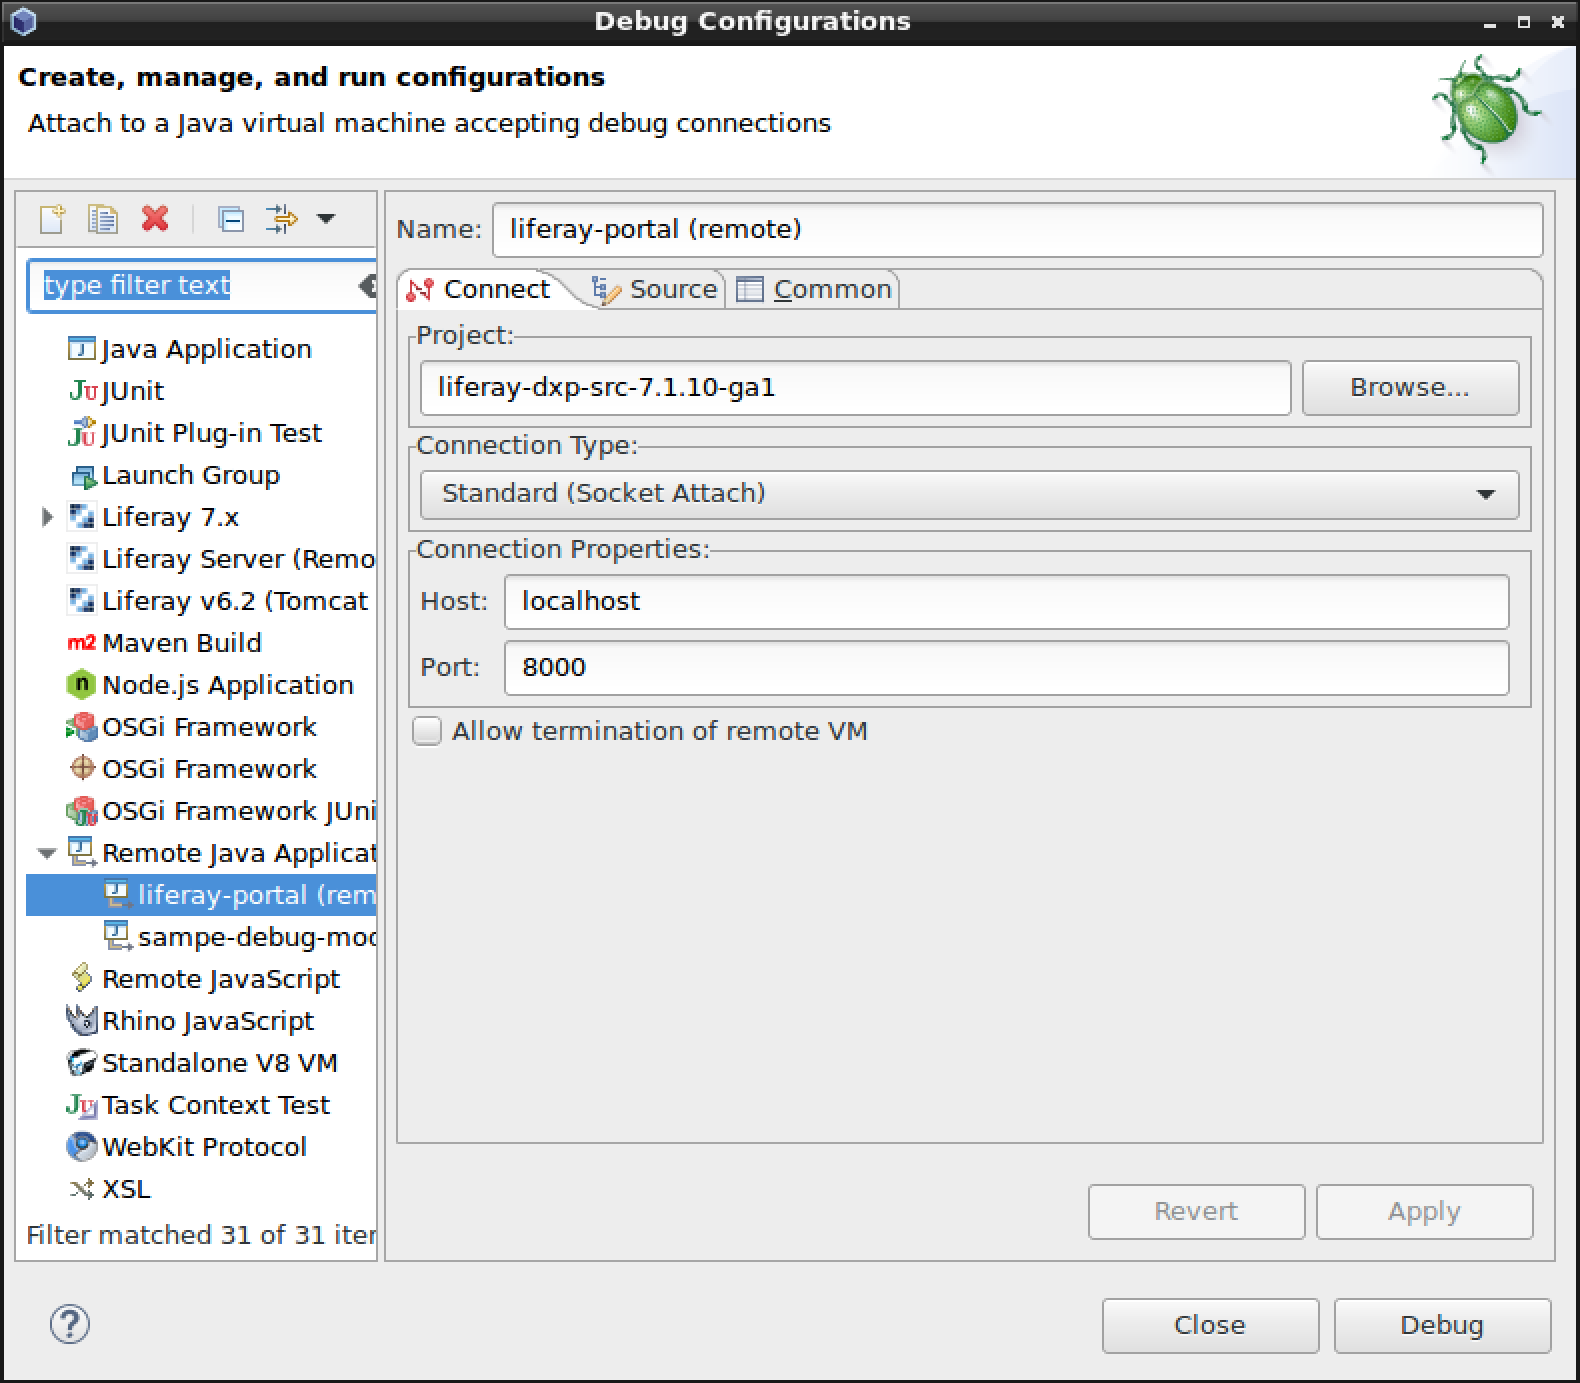 Debug Configurations
Create, manage, and run configurations
Attach to a Java virtual machine accepting debug connections
type filter text
Java Application
JUnit
JUnit Plug-in Test
Launch Group
Liferay 7.x
Liferay Server (Remo
Liferay v6.2 (Tomcat
Maven Build
Node.js Application
OSGi Framework
OSGi Framework
OSGi Framework JUni
Remote Java Applicat
liferay-portal (rem
sampe-debug-moc
Remote JavaScript
Rhino JavaScript
Standalone V8 VM
Task Context Test
WebKit Protocol
XSL
Filter matched 31 of 31 iter
Name: liferay-portal (remote)
Connect Source Common
Project:
liferay-dxp-src-7.1.10-ga1 Browse...
Connection Type:
Standard (Socket Attach)
Connection Properties:
Host: localhost
Port: 8000
Allow termination of remote VM
Revert Apply
Close Debug